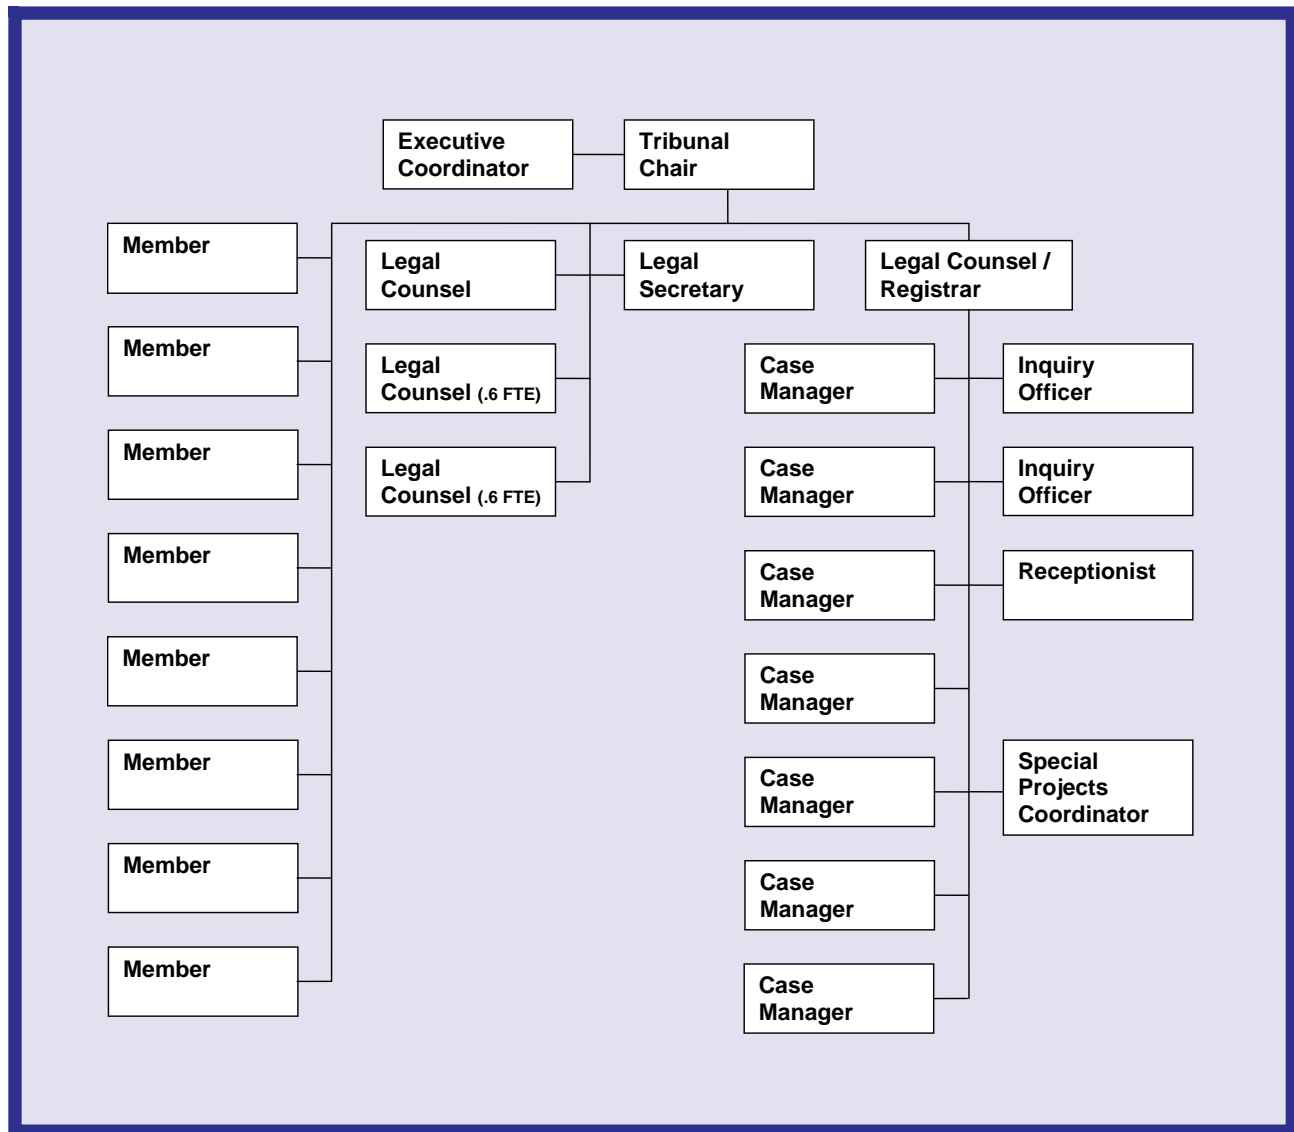 Executive
Coordinator
Tribunal
Chair
Member
Member
Member
Member
Member
Member
Member
Member
Legal
Counsel
Legal
Secretary
Legal
Counsel (.6 FTE)
Legal
Counsel (.6 FTE)
Legal Counsel /
Registrar
Case
Manager
Inquiry
Officer
Case
Manager
Inquiry
Officer
Case
Manager
Receptionist
Case
Manager
Case
Manager
Special
Projects
Coordinator
Case
Manager
Case
Manager